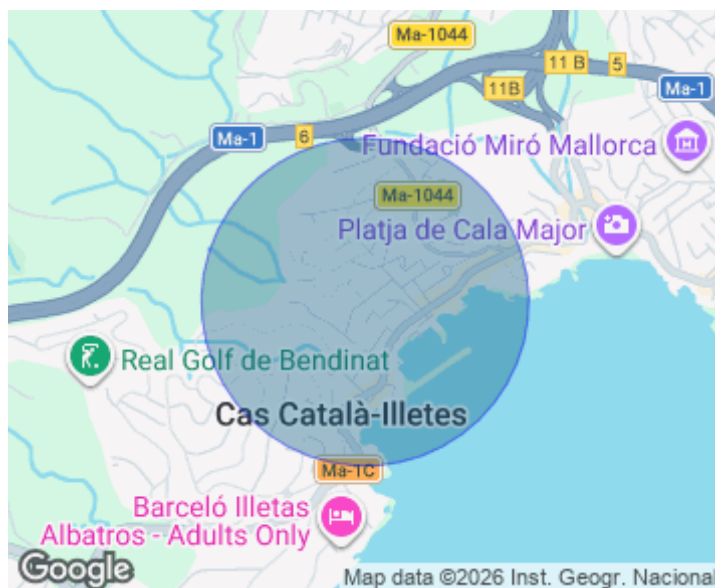 Ma-1044
11 B
5
11B
Ma-1
Ma-1
6
Fundació Miró Mallorca
Ma-1044
Platja de Cala Major
Real Golf de Bendinat
Cas Català-Illetes
Ma-1C
Barceló Illetas
Albatros - Adults Only
Google
Map data ©2026 Inst. Geogr. Nacional